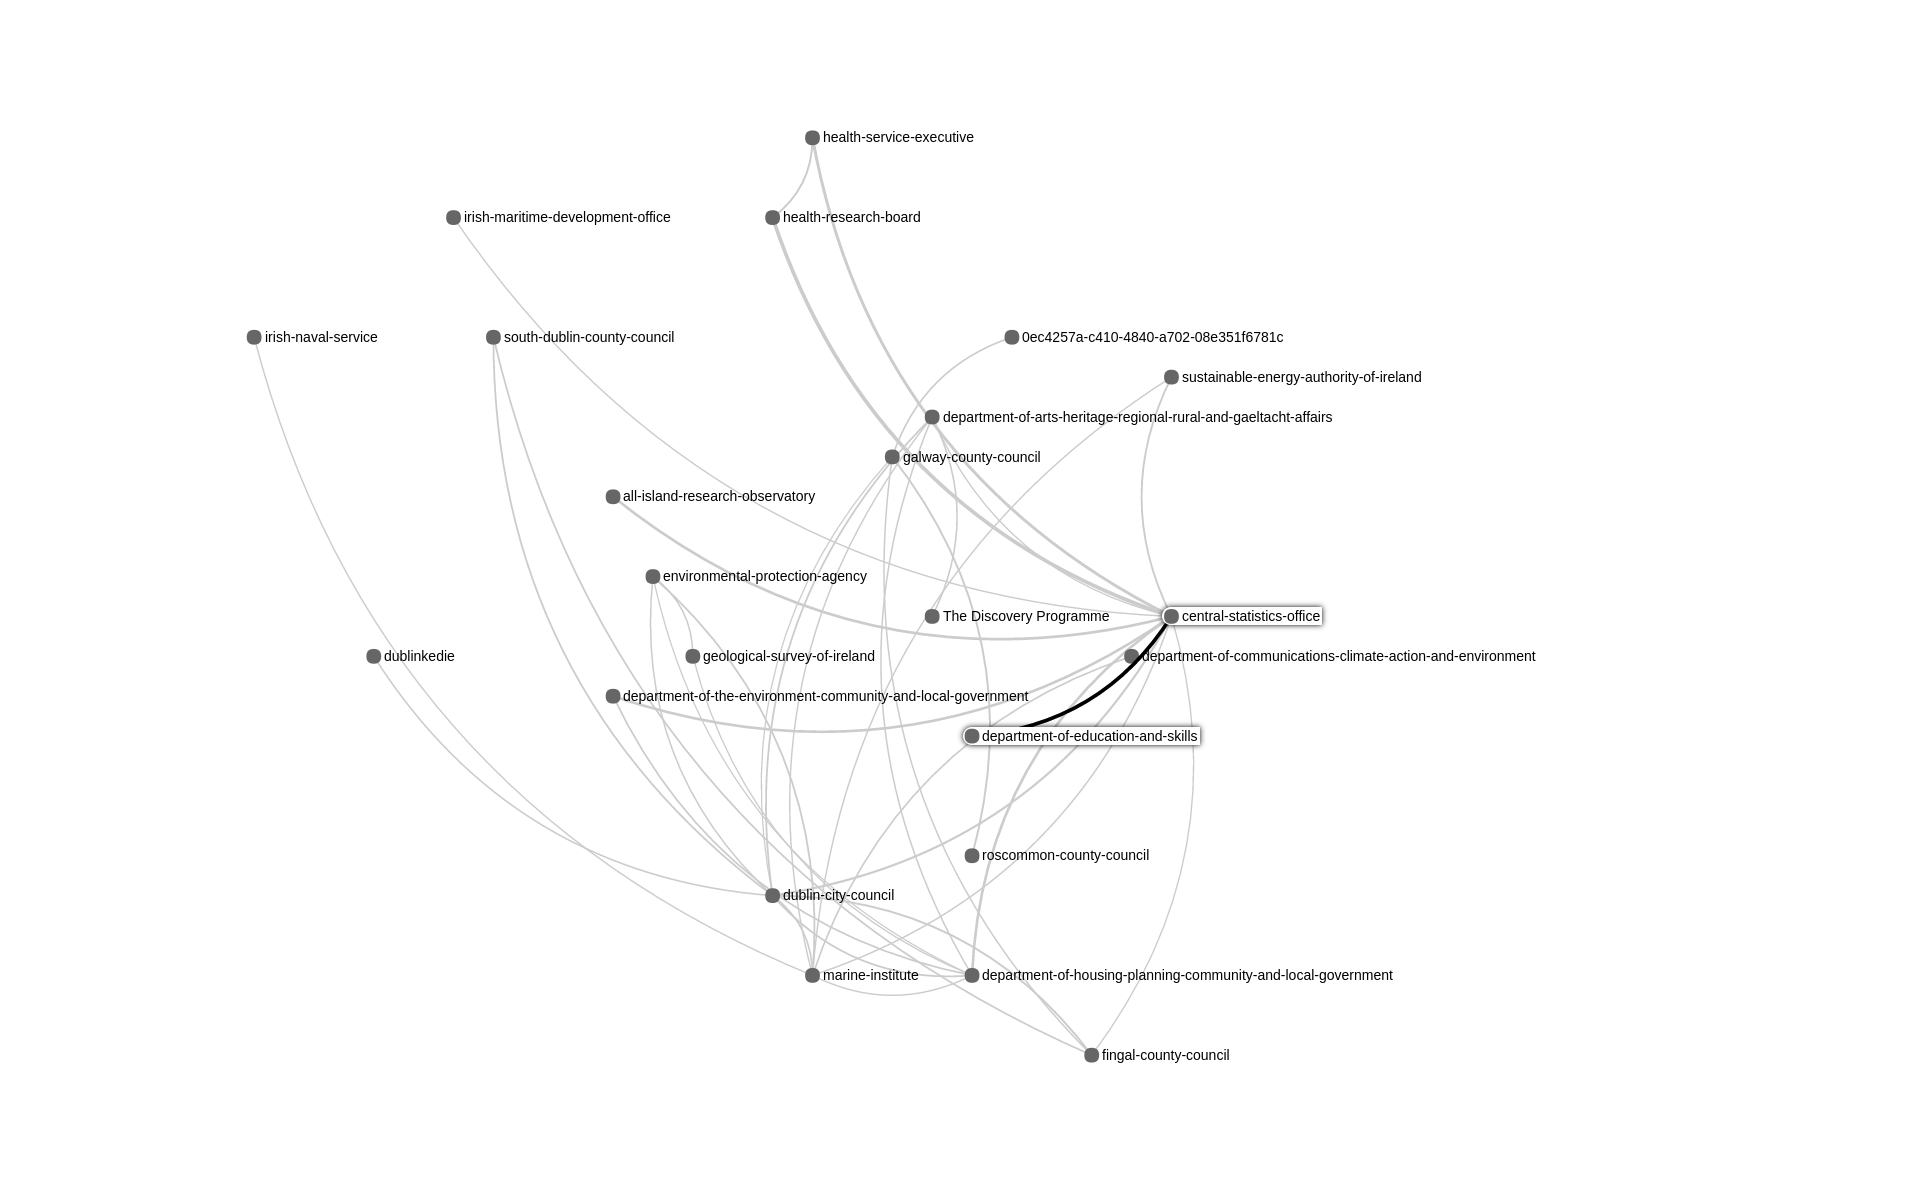 health-service-executive
irish-maritime-development-office
health-research-board
irish-naval-service
south-dublin-county-council
0ec4257a-c410-4840-a702-08e351f6781c
sustainable-energy-authority-of-ireland
department-of-arts-heritage-regional-rural-and-gaeltacht-affairs
galway-county-council
all-island-research-observatory
environmental-protection-agency
The Discovery Programme
central-statistics-office
dublinkedie
geological-survey-of-ireland
department-of-communications-climate-action-and-environment
department-of-the-environment-community-and-local-government
department-of-education-and-skills
roscommon-county-council
dublin-city-council
marine-institute
department-of-housing-planning-community-and-local-government
fingal-county-council